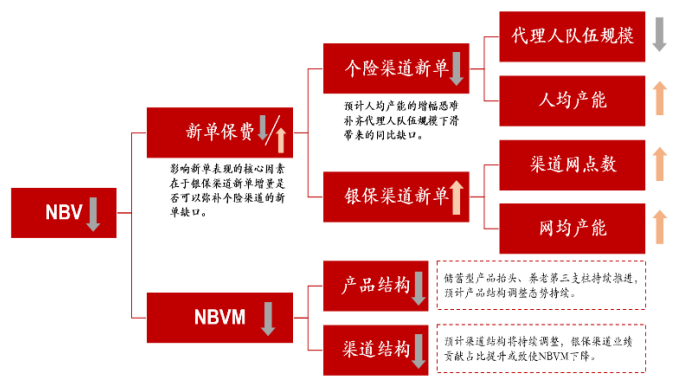 代理人队伍规模
个险渠道新单
预计人均产能的增幅恐难
补齐代理人队伍规模下滑
带来的同比缺口。
人均产能
新单保费
影响新单表现的核心因素
在于银保渠道新单增量是
否可以弥补个险渠道的新
单缺口。
渠道网点数
银保渠道新单
网均产能
NBV
产品结构
储蓄型产品抬头、养老第三支柱持续推进，
预计产品结构调整态势持续。
NBVM
渠道结构
预计渠道结构将持续调整，银保渠道业绩
贡献占比提升或致使NBVM下降。